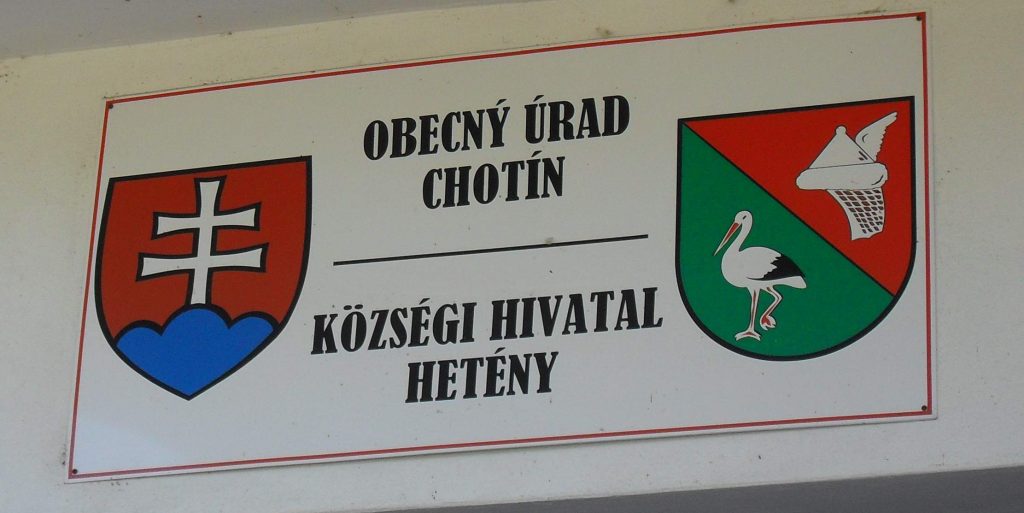 OBECNÝ ÚRAD
CHOTÍN
KÖZSÉGI HIVATAL
HETÉNY